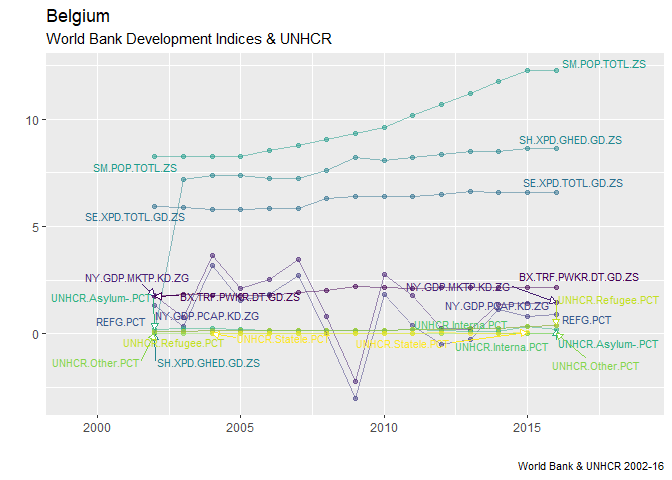 Belgium
World Bank Development Indices & UNHCR
SM.POP.TOTL.ZS
10
SH.XPD.GHED.GD.ZS
SM.POP.TOTL.ZS
SE.XPD.TOTL.GD.ZS
SE.XPD.TOTL.GD.ZS
5
NY.GDP.MKTP.KD.ZG
BX.TRF.PWKR.DT.GD.ZS
NY.GDP.MKTP.KD.ZG
UNHCR.Asylum-.PCT
BX.TRF.PWKR.DT.GD.ZS
UNHCR.Refugee.PCT
NY.GDP.PCAP.KD.ZG
NY.GDP.PCAP.KD.ZG
REFG.PCT
UNHCR.Interna.PCT
REFG.PCT
0
UNHCR.Refugee.PCT
UNHCR.Statele.PCT
UNHCR.Statele.PCT
UNHCR.Interna.PCT
UNHCR.Asylum-.PCT
UNHCR.Other.PCT
SH.XPD.GHED.GD.ZS
UNHCR.Other.PCT
2000
2005
2010
2015
World Bank & UNHCR 2002-16